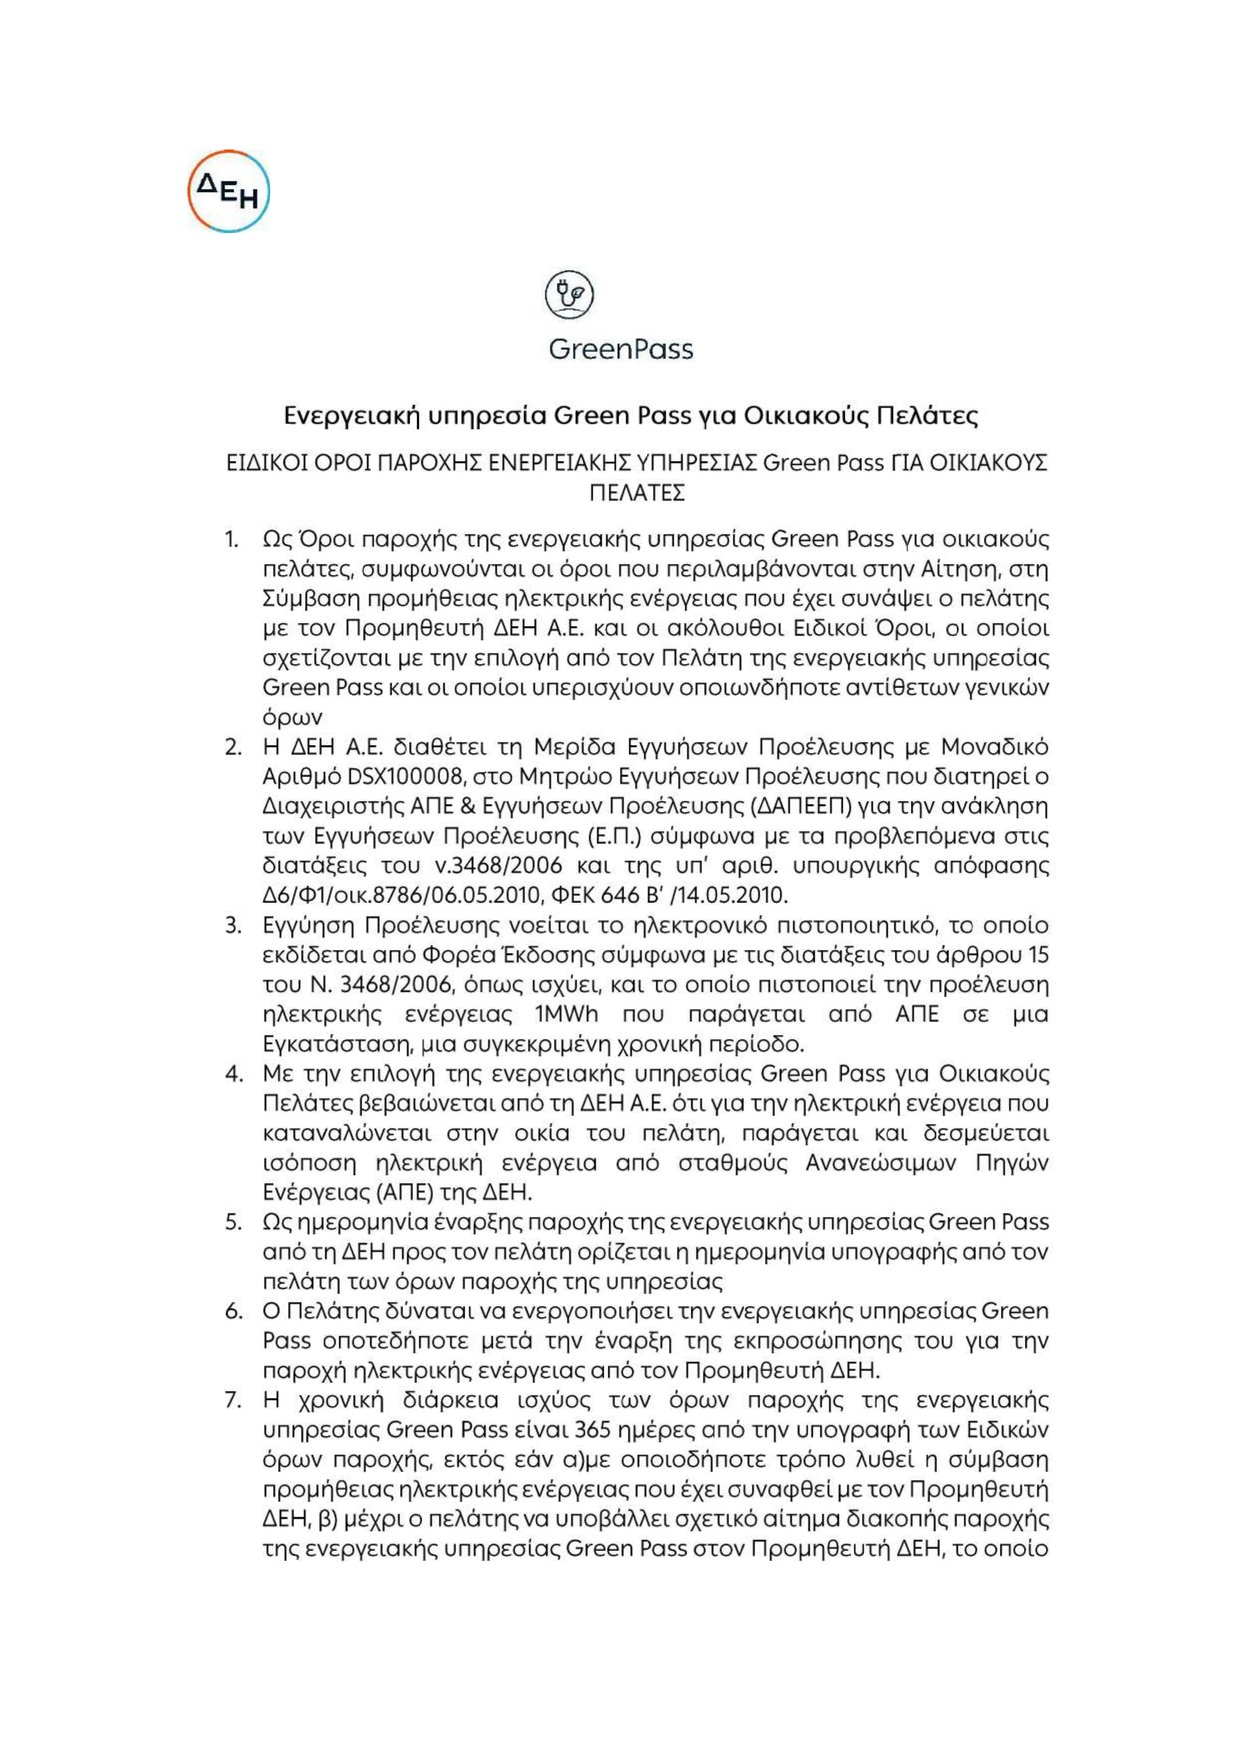 ΔΕΗ
GreenPass
Ενεργειακή υπηρεσία Green Pass για Οικιακούς Πελάτες
ΕΙΔΙΚΟΙ ΟΡΟΙ ΠΑΡΟΧΗΣ ΕΝΕΡΓΕΙΑΚΗΣ ΥΠΗΡΕΣΙΑΣ Green Pass ΓΙΑ ΟΙΚΙΑΚΟΥΣ
ΠΕΛΑΤΕΣ
1. Ως Όροι παροχής της ενεργειακής υπηρεσίας Green Pass για οικιακούς
πελάτες, συμφωνούνται οι όροι που περιλαμβάνονται στην Αίτηση, στη
Σύμβαση προμήθειας ηλεκτρικής ενέργειας που έχει συνάψει ο πελάτης
με τον Προμηθευτή ΔΕΗ Α.Ε. και οι ακόλουθοι Ειδικοί Όροι, οι οποίοι
σχετίζονται με την επιλογή από τον Πελάτη της ενεργειακής υπηρεσίας
Green Pass και οι οποίοι υπερισχύουν οποιωνδήποτε αντίθετων γενικών
όρων
2. Η ΔΕΗ Α.Ε. διαθέτει τη Μερίδα Εγγυήσεων Προέλευσης με Μοναδικό
Αριθμό DSX100008, στο Μητρώο Εγγυήσεων Προέλευσης που διατηρεί ο
Διαχειριστής ΑΠΕ & Εγγυήσεων Προέλευσης (ΔΑΠΕΕΠ) για την ανάκληση
των Εγγυήσεων Προέλευσης (Ε.Π.) σύμφωνα με τα προβλεπόμενα στις
διατάξεις του ν.3468/2006 και της υπ’ αριθ. υπουργικής απόφασης
Δ6/Φ1/οικ.8786/06.05.2010, ΦΕΚ 646 Β’ /14.05.2010.
3. Εγγύηση Προέλευσης νοείται το ηλεκτρονικό πιστοποιητικό, το οποίο
εκδίδεται από Φορέα Έκδοσης σύμφωνα με τις διατάξεις του άρθρου 15
του Ν. 3468/2006, όπως ισχύει, και το οποίο πιστοποιεί την προέλευση
ηλεκτρικής ενέργειας 1MWh που παράγεται από ΑΠΕ σε μια
Εγκατάσταση, μια συγκεκριμένη χρονική περίοδο.
4. Με την επιλογή της ενεργειακής υπηρεσίας Green Pass για Οικιακούς
Πελάτες βεβαιώνεται από τη ΔΕΗ Α.Ε. ότι για την ηλεκτρική ενέργεια που
καταναλώνεται στην οικία του πελάτη, παράγεται και δεσμεύεται
ισόποση ηλεκτρική ενέργεια από σταθμούς Ανανεώσιμων Πηγών
Ενέργειας (ΑΠΕ) της ΔΕΗ.
5. Ως ημερομηνία έναρξης παροχής της ενεργειακής υπηρεσίας Green Pass
από τη ΔΕΗ προς τον πελάτη ορίζεται η ημερομηνία υπογραφής από τον
πελάτη των όρων παροχής της υπηρεσίας
6. Ο Πελάτης δύναται να ενεργοποιήσει την ενεργειακής υπηρεσίας Green
Pass οποτεδήποτε μετά την έναρξη της εκπροσώπησης του για την
παροχή ηλεκτρικής ενέργειας από τον Προμηθευτή ΔΕΗ.
7. Η χρονική διάρκεια ισχύος των όρων παροχής της ενεργειακής
υπηρεσίας Green Pass είναι 365 ημέρες από την υπογραφή των Ειδικών
όρων παροχής, εκτός εάν α)με οποιοδήποτε τρόπο λυθεί η σύμβαση
προμήθειας ηλεκτρικής ενέργειας που έχει συναφθεί με τον Προμηθευτή
ΔΕΗ, β) μέχρι ο πελάτης να υποβάλλει σχετικό αίτημα διακοπής παροχής
της ενεργειακής υπηρεσίας Green Pass στον Προμηθευτή ΔΕΗ, το οποίο